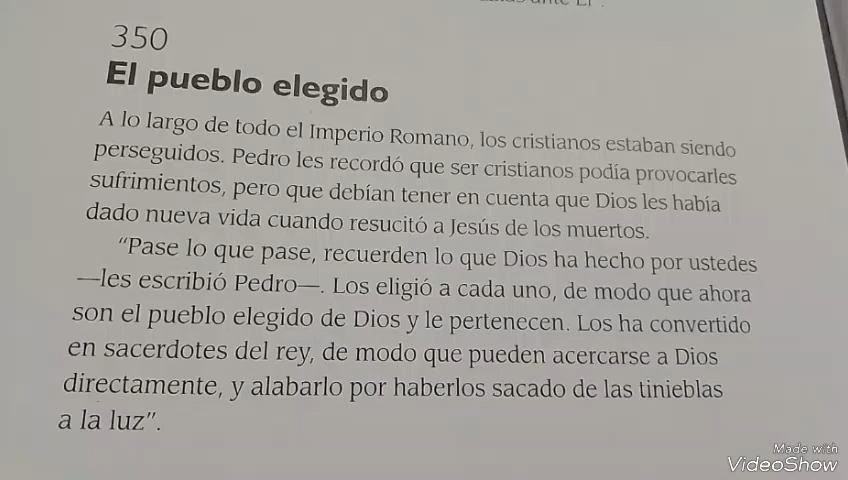 350
El pueblo elegido
A lo largo de todo el Imperio Romano, los cristianos estaban siendo
perseguidos. Pedro les recordó que ser cristianos podía provocarles
sufrimientos, pero que debían tener en cuenta que Dios les había
dado nueva vida cuando resucitó a Jesús de los muertos.
“Pase lo que pase, recuerden lo que Dios ha hecho por ustedes
—les escribió Pedro—. Los eligió a cada uno, de modo que ahora
son el pueblo elegido de Dios y le pertenecen. Los ha convertido
en sacerdotes del rey, de modo que pueden acercarse a Dios
directamente, y alabarlo por haberlos sacado de las tinieblas
a la luz”.
Made with
VideoShow